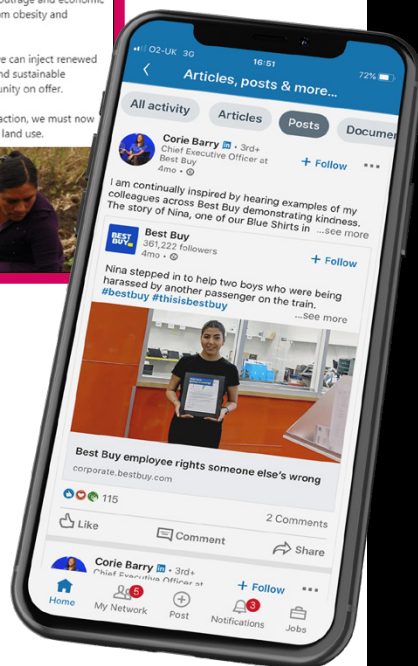 outrage and economic
om obesity and
e can inject renewed
nd sustainable
unity on offer.
action, we must now
land use.
O2-UK 3G
16:51
72%
Articles, posts & more...
All activity
Articles
Posts
Documen
Corie Barry in • 3rd+
Chief Executive Officer at
Best Buy
4mo •
+ Follow
I am continually inspired by hearing examples of my
colleagues across Best Buy demonstrating kindness.
The story of Nina, one of our Blue Shirts in ...see more
BEST
BUY
Best Buy
361,222 followers
4mo •
+ Follow
Nina stepped in to help two boys who were being
harassed by another passenger on the train.
#bestbuy #thisisbestbuy
...See more
Best Buy employee rights someone else's wrong
corporate.bestbuy.com
115
2 Comments
Like
Comment
Share
Corie Barry in • 3rd+
Chief Executive Officer at
+ Follow
Home
My Network
5
Post
Notifications
3
Jobs